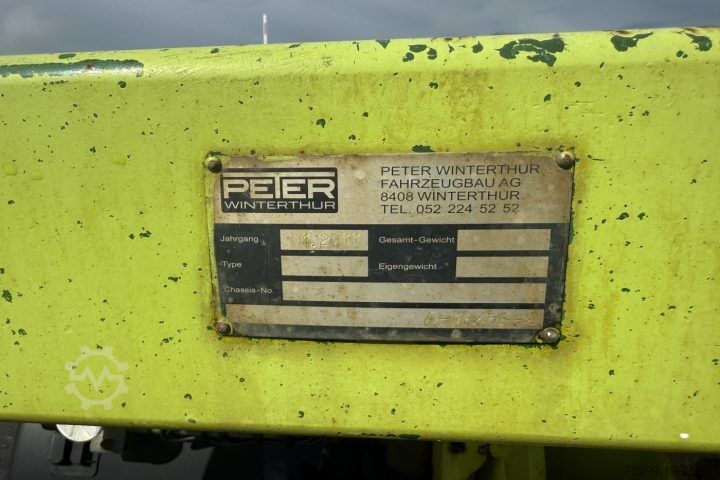 PETER
WINTERTHUR
PETER WINTERTHUR
FAHRZEUGBAU AG
8408 WINTERTHUR
TEL. 052 224 52 52
Jahrgang 01.2011 Gesamt-Gewicht
Type Eigengewicht
Chassis-No.